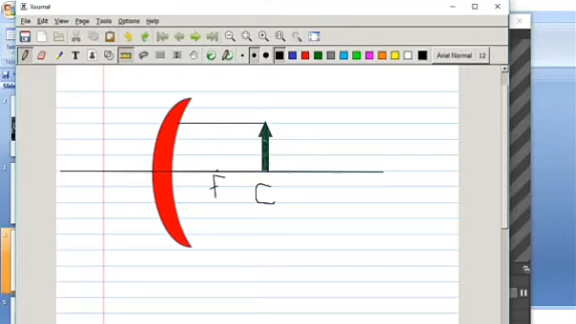 Xournal
File Edit View Page Tools Options Help
T
Arial Normal 12
F C